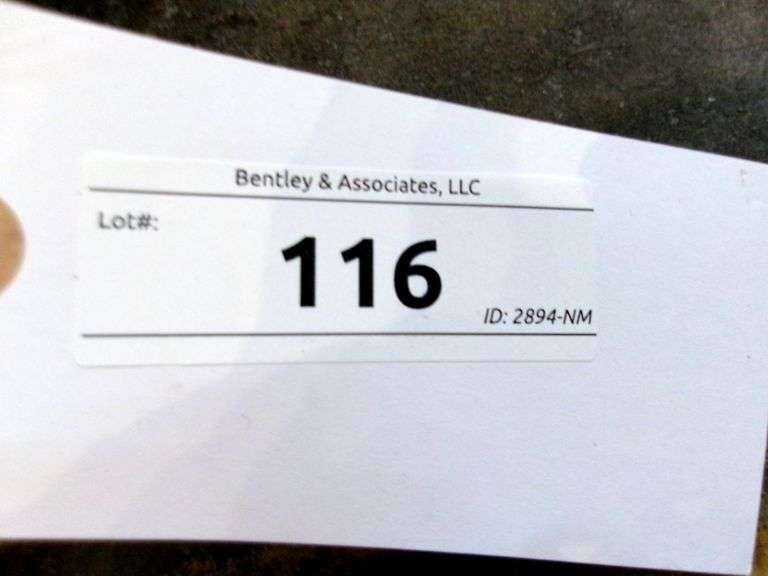 Bentley & Associates, LLC
Lot#:
116
ID: 2894-NM